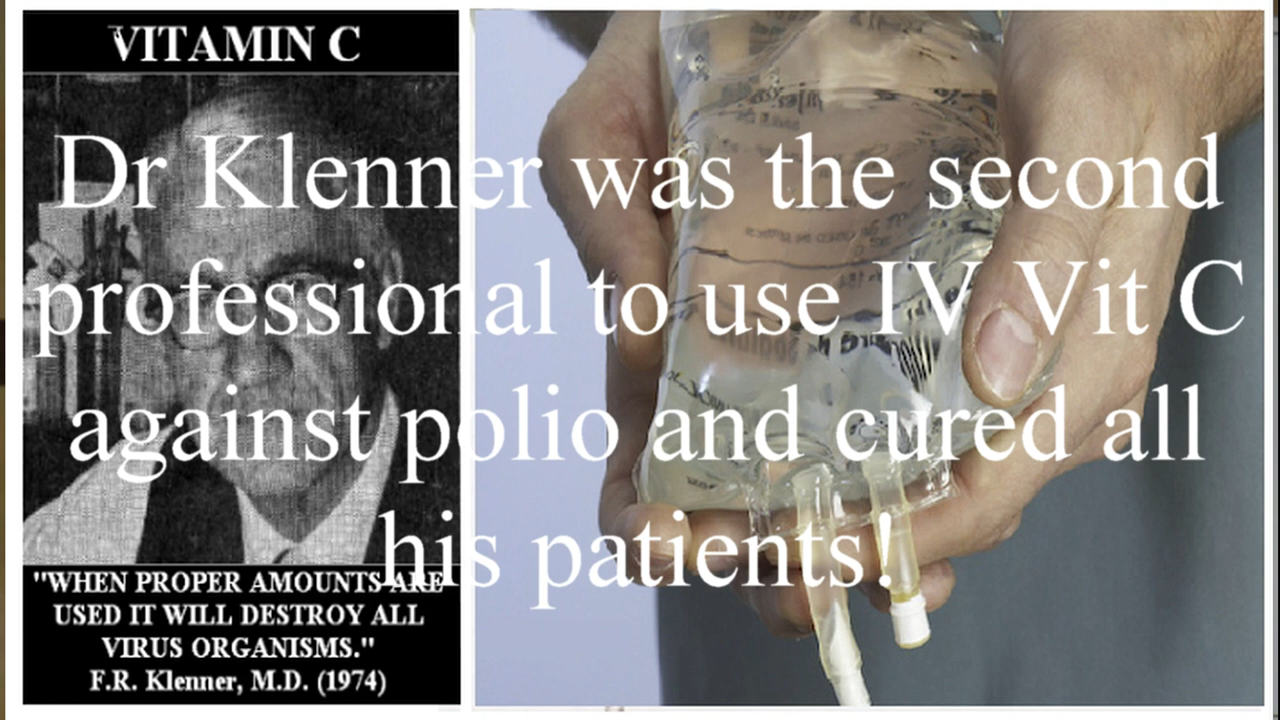 VITAMIN C
Dr Klenner was the second
professional to use IV Vit C
against polio and cured all
his patients!
"WHEN PROPER AMOUNTS ARE
USED IT WILL DESTROY ALL
VIRUS ORGANISMS."
F.R. Klenner, M.D. (1974)